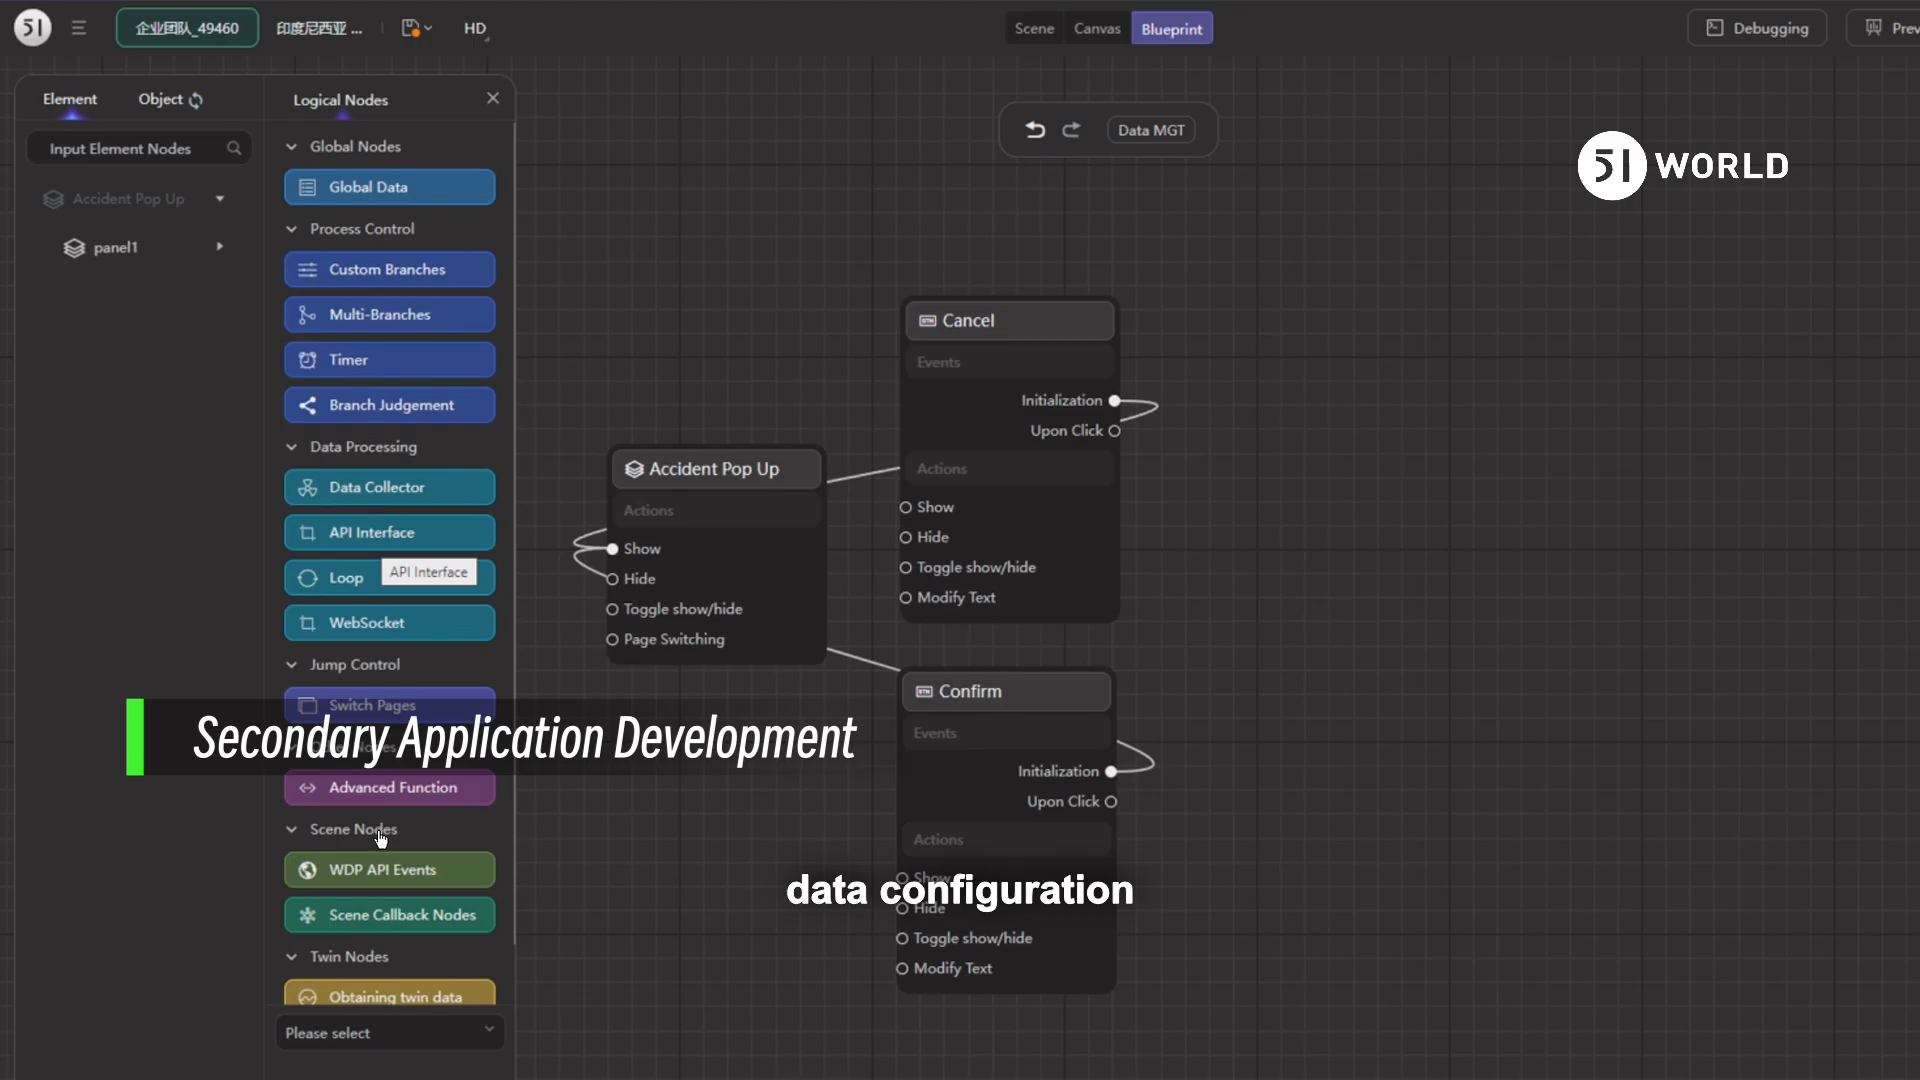 51
企业团队_49460
印度尼西亚 ...
HD
Scene
Canvas
Blueprint
Debugging
Prev
Element
Object
Logical Nodes
Input Element Nodes
Accident Pop Up
panel1
Global Nodes
Global Data
Process Control
Custom Branches
Multi-Branches
Timer
Branch Judgement
Data Processing
Data Collector
API Interface
Loop
API Interface
WebSocket
Jump Control
Switch Pages
Advanced Function
Scene Nodes
WDP API Events
Scene Callback Nodes
Twin Nodes
Obtaining twin data
Please select
Data MGT
51 WORLD
Accident Pop Up
Actions
Show
Hide
Toggle show/hide
Page Switching
BTN Cancel
Events
Initialization
Upon Click
Actions
Show
Hide
Toggle show/hide
Modify Text
BTN Confirm
Events
Initialization
Upon Click
Actions
Show
Hide
Toggle show/hide
Modify Text
Secondary Application Development
data configuration